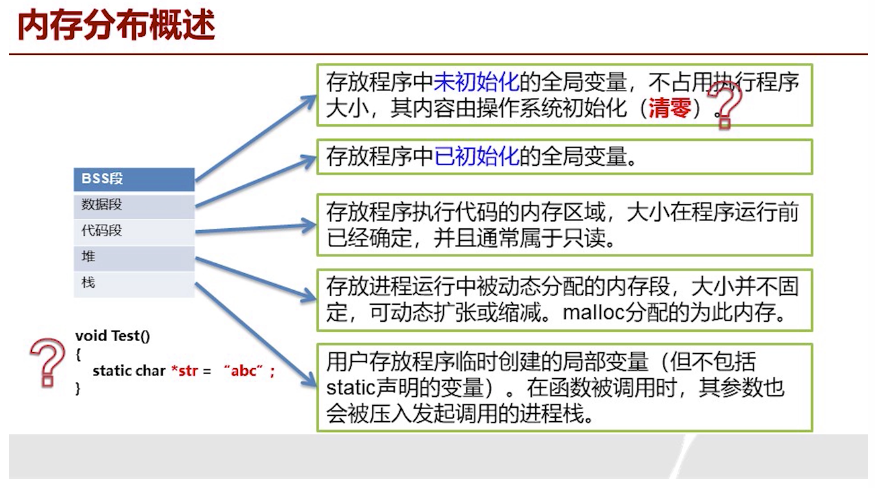 内存分布概述
存放程序中未初始化的全局变量，不占用执行程序
大小，其内容由操作系统初始化（清零）。
?
存放程序中已初始化的全局变量。
BSS段
数据段
代码段
堆
栈
存放程序执行代码的内存区域，大小在程序运行前
已经确定，并且通常属于只读。
存放进程运行中被动态分配的内存段，大小并不固
定，可动态扩张或缩减。malloc分配的为此内存。
void Test()
{
static char *str = “abc”;
}
?
用户存放程序临时创建的局部变量（但不包括
static声明的变量）。在函数被调用时，其参数也
会被压入发起调用的进程栈。